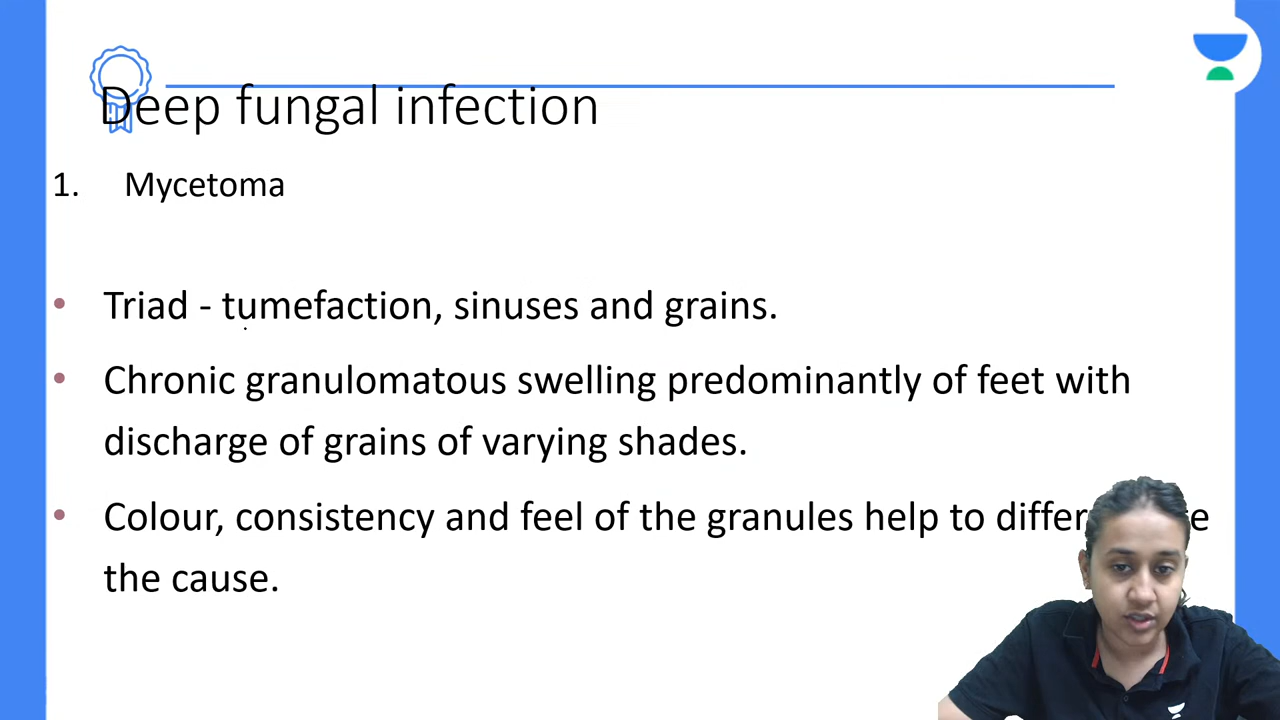 Deep fungal infection
1. Mycetoma
• Triad - tumefaction, sinuses and grains.
• Chronic granulomatous swelling predominantly of feet with
discharge of grains of varying shades.
• Colour, consistency and feel of the granules help to
the cause.